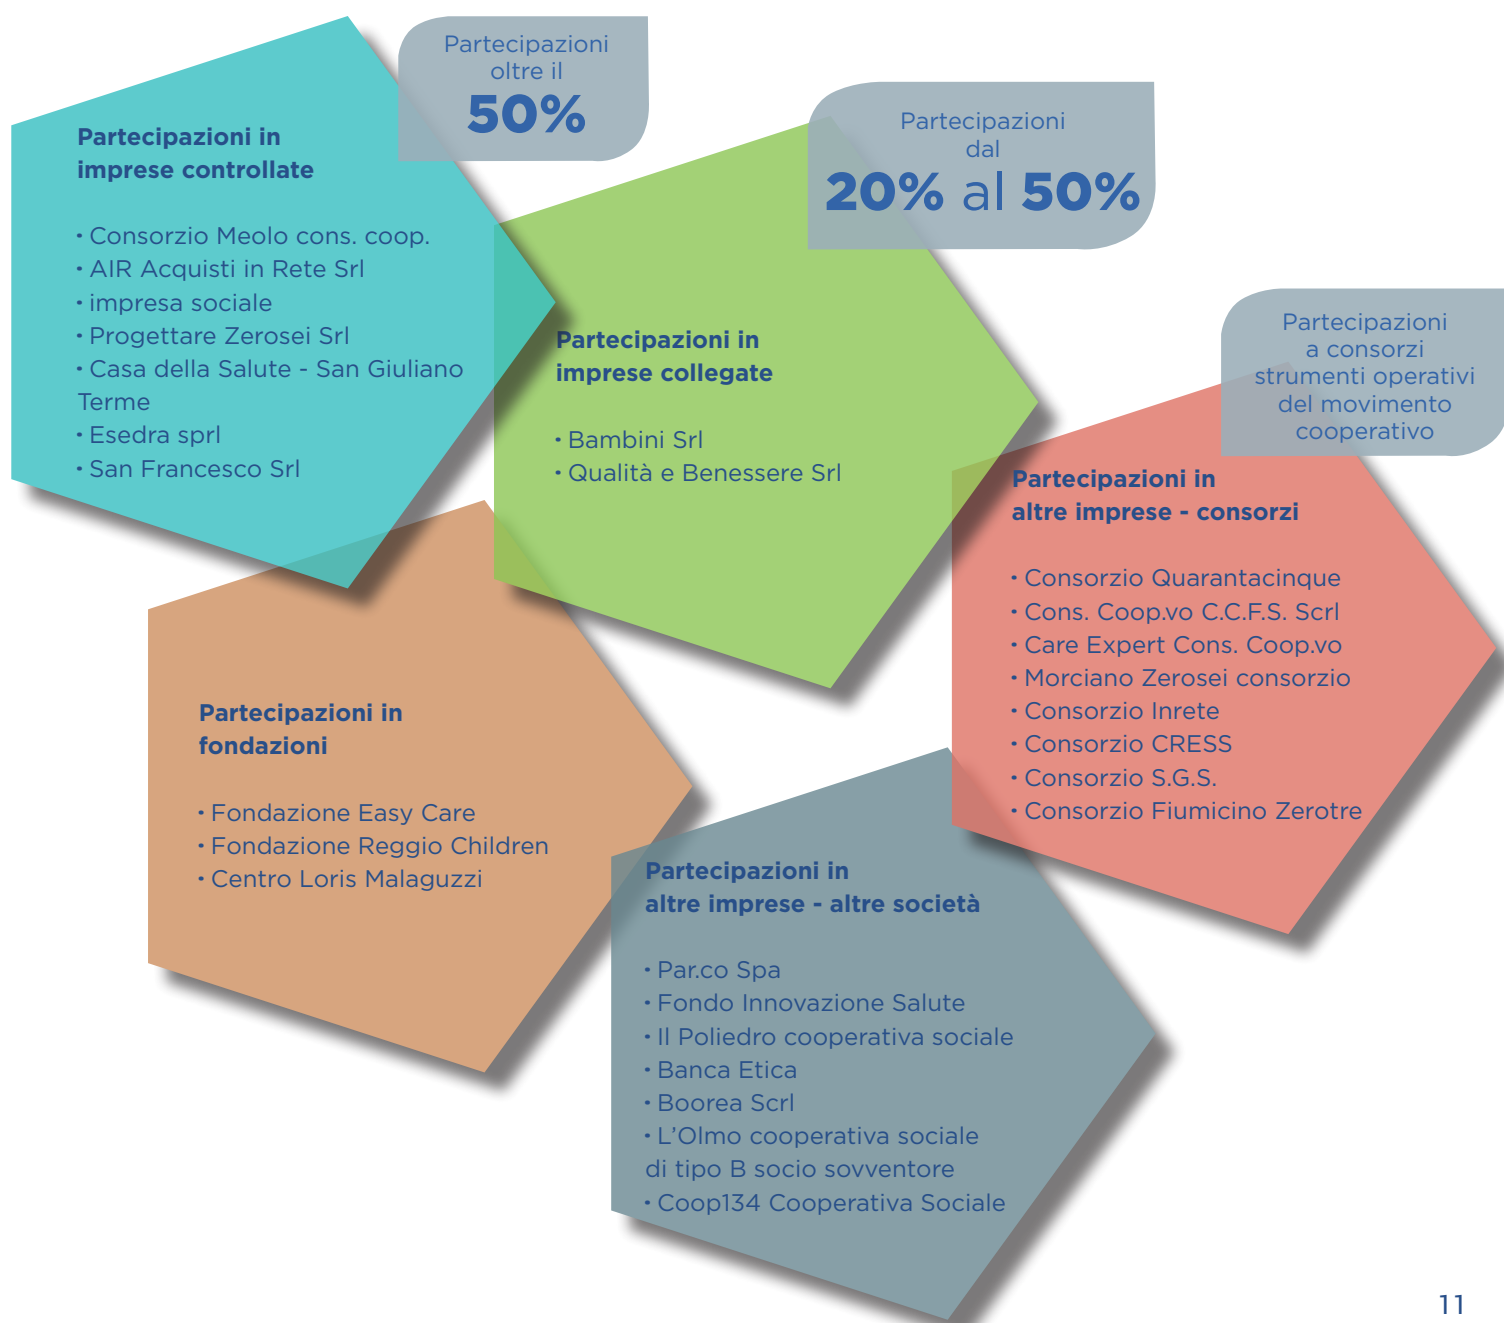 Partecipazioni
oltre il
50%
Partecipazioni in
imprese controllate
• Consorzio Meolo cons. coop.
• AIR Acquisti in Rete Srl
• impresa sociale
• Progettare Zerosei Srl
• Casa della Salute - San Giuliano
Terme
• Esedra sprl
• San Francesco Srl
Partecipazioni
dal
20% al 50%
Partecipazioni in
imprese collegate
• Bambini Srl
• Qualità e Benessere Srl
Partecipazioni
a consorzi
strumenti operativi
del movimento
cooperativo
Partecipazioni in
altre imprese - consorzi
• Consorzio Quarantacinque
• Cons. Coop.vo C.C.F.S. Scrl
• Care Expert Cons. Coop.vo
• Morciano Zerosei consorzio
• Consorzio Inrete
• Consorzio CRESS
• Consorzio S.G.S.
• Consorzio Fiumicino Zerotre
Partecipazioni in
fondazioni
• Fondazione Easy Care
• Fondazione Reggio Children
• Centro Loris Malaguzzi
Partecipazioni in
altre imprese - altre società
• Par.co Spa
• Fondo Innovazione Salute
• Il Poliedro cooperativa sociale
• Banca Etica
• Boorea Scrl
• L’Olmo cooperativa sociale
di tipo B socio sovventore
• Coop134 Cooperativa Sociale
11